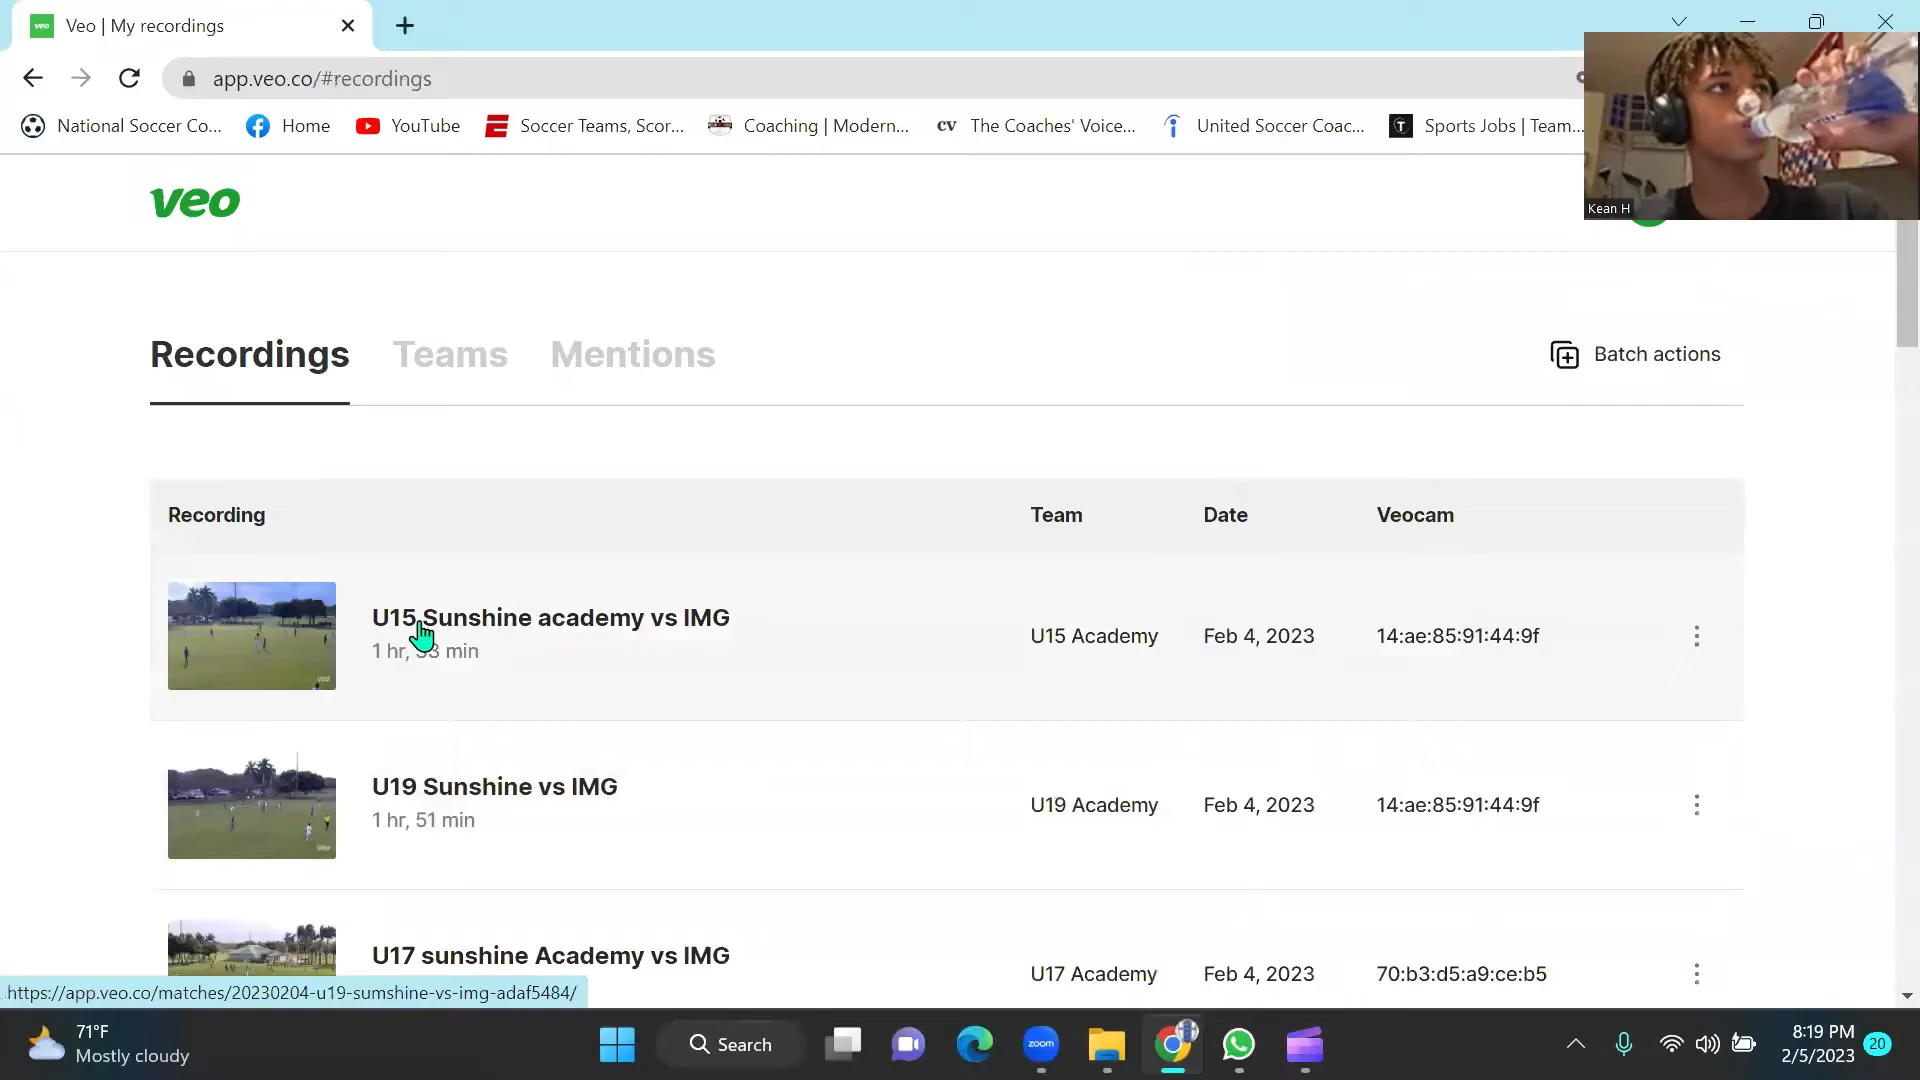 veo Veo | My recordings
app.veo.co/#recordings
National Soccer Co... Home YouTube Soccer Teams, Scor... Coaching | Modern... cv The Coaches' Voice... United Soccer Coac... T Sports Jobs | Team...
Kean H
veo
Recordings Teams Mentions Batch actions
Recording Team Date Veocam
U15 Sunshine academy vs IMG
1 hr, min
U15 Academy Feb 4, 2023 14:ae:85:91:44:9f
veo
U19 Sunshine vs IMG
1 hr, 51 min
U19 Academy Feb 4, 2023 14:ae:85:91:44:9f
veo
U17 sunshine Academy vs IMG
U17 Academy Feb 4, 2023 70:b3:d5:a9:ce:b5
https://app.veo.co/matches/20230204-u19-sumshine-vs-img-adaf5484/
71°F
Mostly cloudy
Search
zoom
8:19 PM
2/5/2023
20